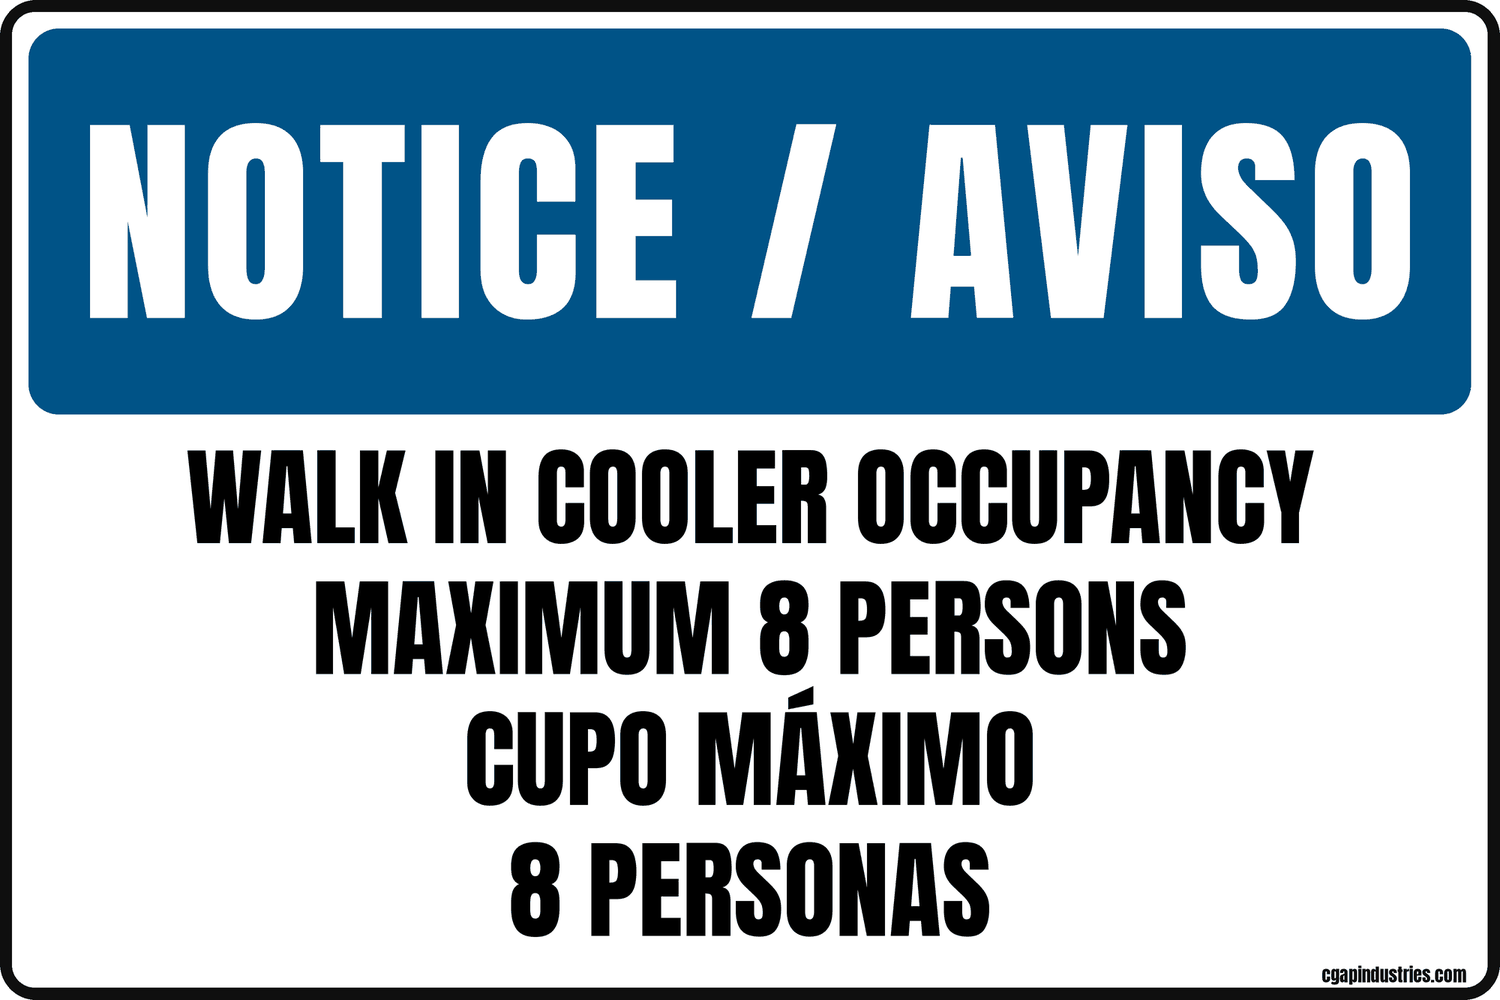 NOTICE / AVISO
WALK IN COOLER OCCUPANCY
MAXIMUM 8 PERSONS
CUPO MÁXIMO
8 PERSONAS
cgapindustries.com